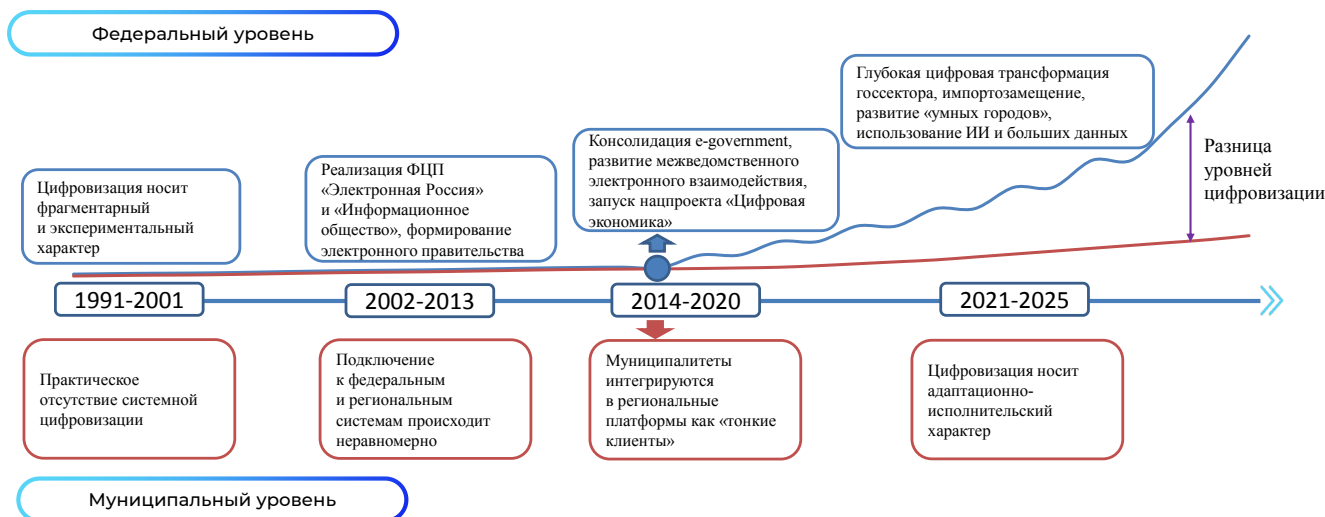 Федеральный уровень
Цифровизация носит
фрагментарный
и экспериментальный
характер
Реализация ФЦП
«Электронная Россия»
и «Информационное
общество», формирование
электронного правительства
Консолидация e-government,
развитие межведомственного
электронного взаимодействия,
запуск нацпроекта «Цифровая
экономика»
Глубокая цифровая трансформация
госсектора, импортозамещение,
развитие «умных городов»,
использование ИИ и больших данных
Разница
уровней
цифровизации
1991-2001
2002-2013
2014-2020
2021-2025
Практическое
отсутствие системной
цифровизации
Подключение
к федеральным
и региональным
системам происходит
неравномерно
Муниципалитеты
интегрируются
в региональные
платформы как «тонкие
клиенты»
Цифровизация носит
адаптационно-
исполнительский
характер
Муниципальный уровень